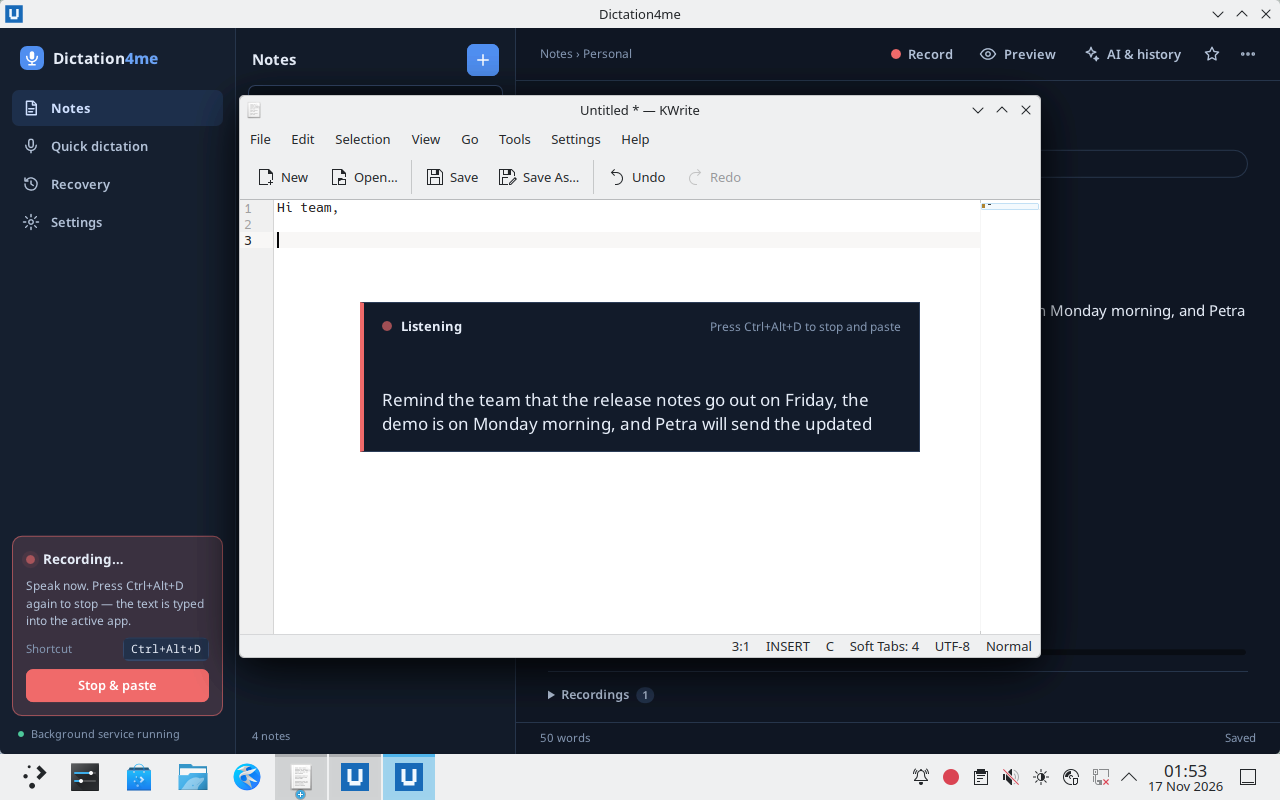 Dictation4me
Dictation4me
Notes
Quick dictation
Recovery
Settings
Recording...
Speak now. Press Ctrl+Alt+D
again to stop — the text is typed
into the active app.
Shortcut Ctrl+Alt+D
Stop & paste
Background service running
Notes
4 notes
Notes › Personal
Record
Preview
AI & history
Monday morning, and Petra
Recordings 1
50 words
Saved
Untitled * — KWrite
File Edit Selection View Go Tools Settings Help
New Open... Save Save As... Undo Redo
1 Hi team,
2
3
Listening
Press Ctrl+Alt+D to stop and paste
Remind the team that the release notes go out on Friday, the
demo is on Monday morning, and Petra will send the updated
3:1 INSERT C Soft Tabs: 4 UTF-8 Normal
01:53
17 Nov 2026